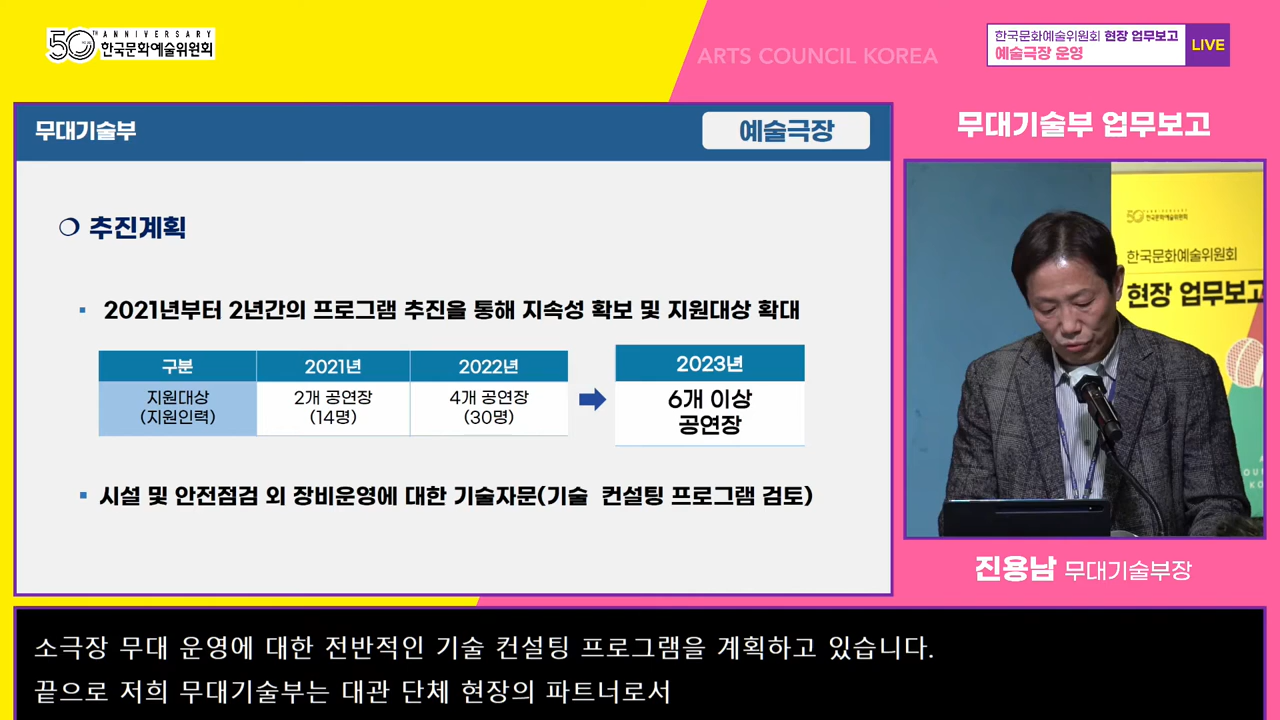 50TH ANNIVERSARY
한국문화예술위원회
ARTS COUNCIL KOREA
한국문화예술위원회 현장 업무보고
예술극장 운영
LIVE
무대기술부
예술극장
추진계획
2021년부터 2년간의 프로그램 추진을 통해 지속성 확보 및 지원대상 확대
구분 2021년 2022년
지원대상 2개 공연장 4개 공연장
(지원인력) (14명) (30명)
2023년
6개 이상
공연장
시설 및 안전점검 외 장비운영에 대한 기술자문(기술 컨설팅 프로그램 검토)
무대기술부 업무보고
50TH ANNIVERSARY
한국문화예술위원회
한국문화예술위원회
현장 업무보고
진용남 무대기술부장
소극장 무대 운영에 대한 전반적인 기술 컨설팅 프로그램을 계획하고 있습니다.
끝으로 저희 무대기술부는 대관 단체 현장의 파트너로서